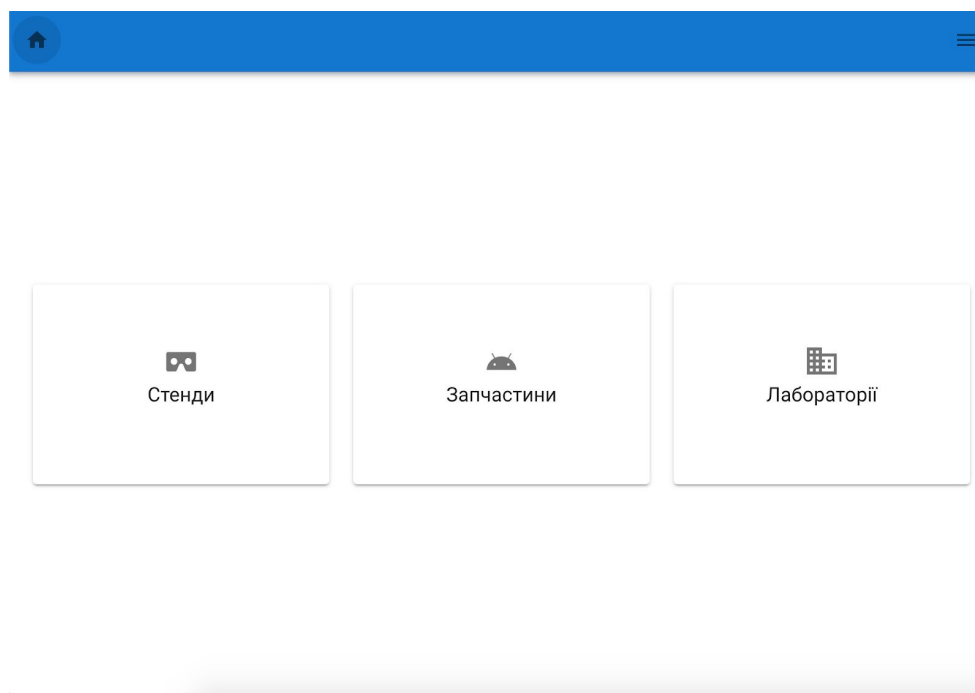 Стенди
Запчастини
Лабораторії